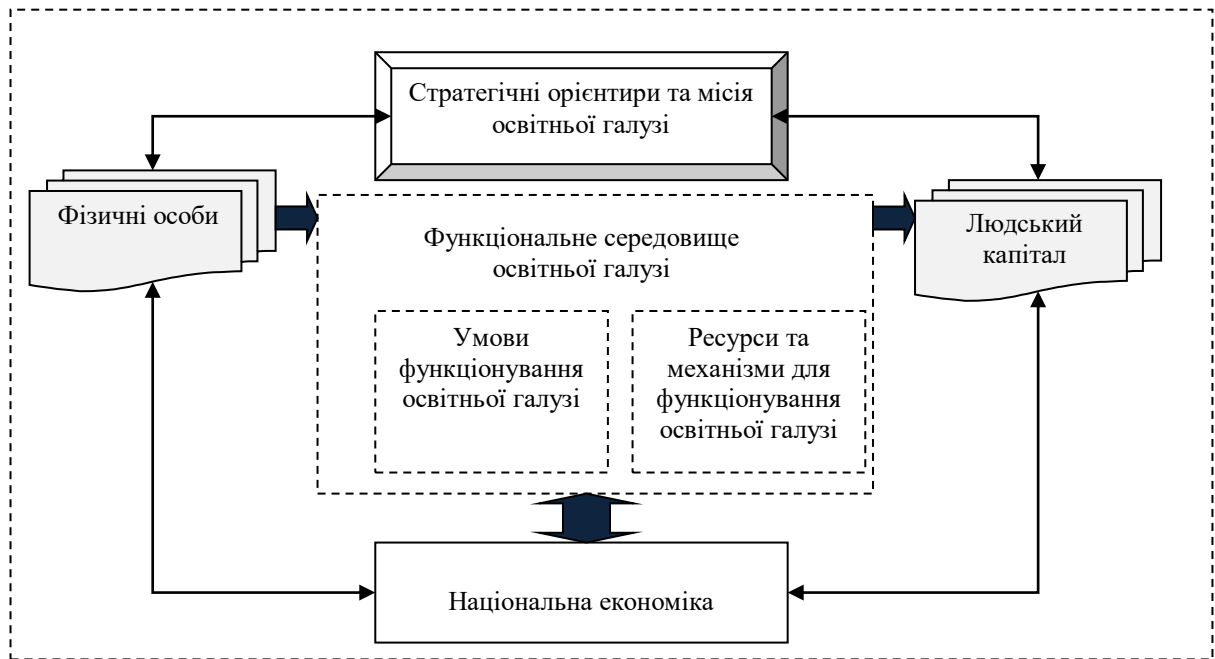 Стратегічні орієнтири та місія
освітньої галузі
Фізичні особи
Функціональне середовище
освітньої галузі
Людський
капітал
Умови
функціонування
освітньої галузі
Ресурси та
механізми для
функціонування
освітньої галузі
Національна економіка